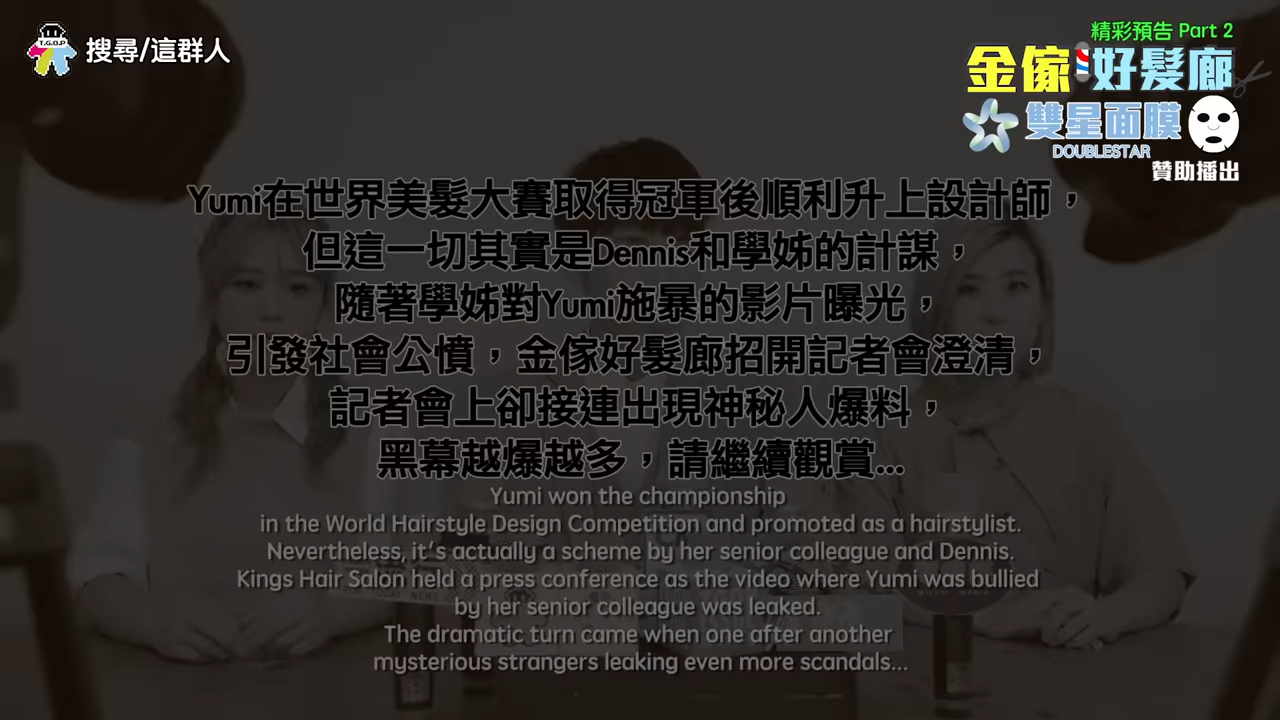 T.G.O.P
搜尋/這群人
精彩預告 Part 2
金傢好髮廊
雙星面膜
DOUBLESTAR
贊助播出
Yumi在世界美髮大賽取得冠軍後順利升上設計師，
但這一切其實是Dennis和學姊的計謀，
隨著學姊對Yumi施暴的影片曝光，
引發社會公憤，金傢好髮廊招開記者會澄清，
記者會上卻接連出現神秘人爆料，
黑幕越爆越多，請繼續觀賞...
Yumi won the championship
in the World Hairstyle Design Competition and promoted as a hairstylist.
Nevertheless, it's actually a scheme by her senior colleague and Dennis.
Kings Hair Salon held a press conference as the video where Yumi was bullied
by her senior colleague was leaked.
The dramatic turn came when one after another
mysterious strangers leaking even more scandals...